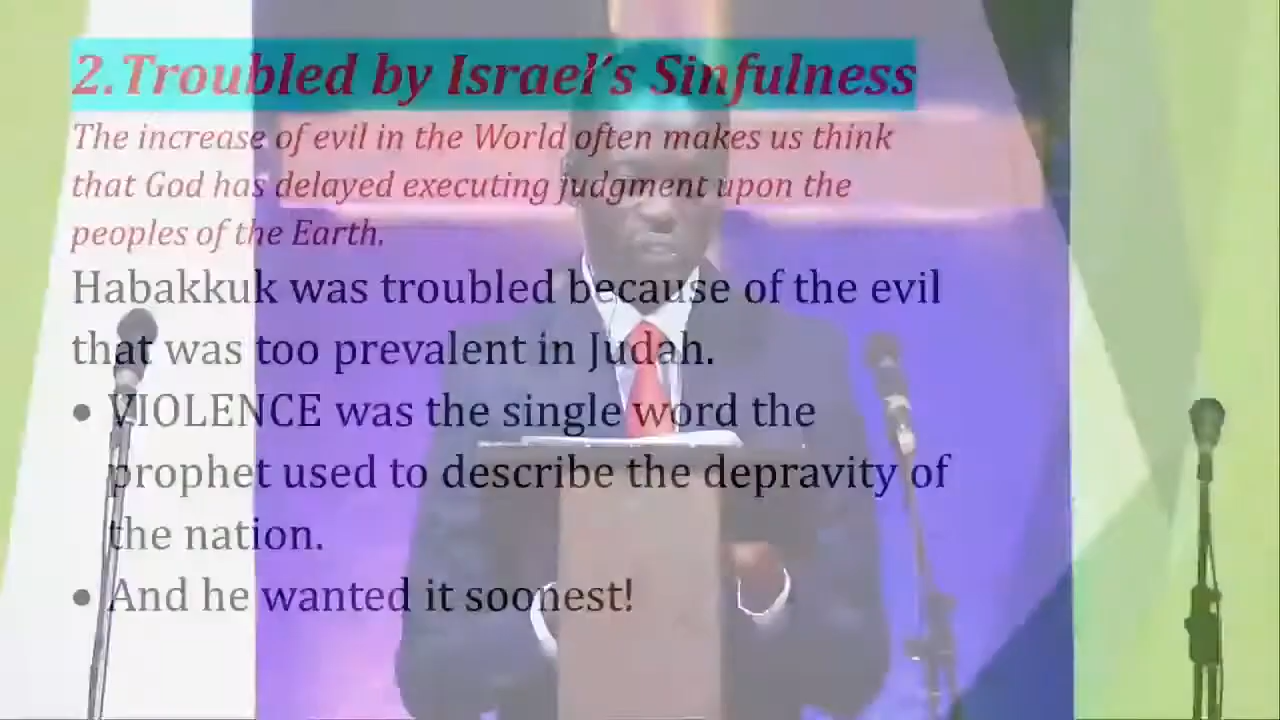 2.Troubled by Israel's Sinfulness
The increase of evil in the World often makes us think
that God has delayed executing judgment upon the
peoples of the Earth.
Habakkuk was troubled because of the evil
that was too prevalent in Judah.
• VIOLENCE was the single word the
prophet used to describe the depravity of
the nation.
• And he wanted it soonest!